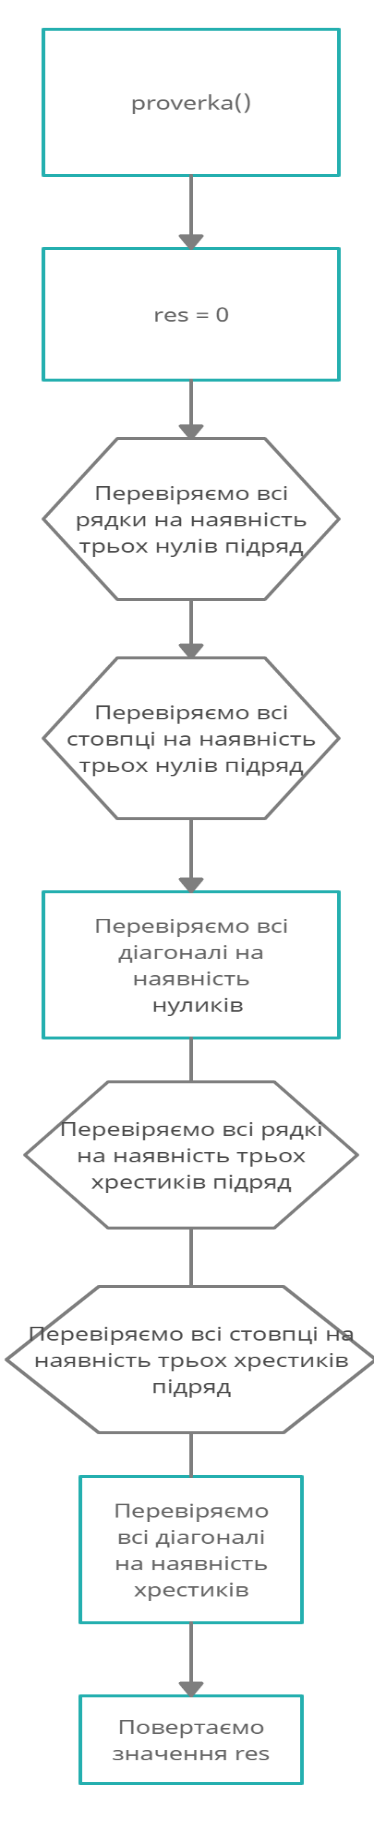 proverka()
res = 0
Перевіряємо всі
рядки на наявність
трьох нулів підряд
Перевіряємо всі
стовпці на наявність
трьох нулів підряд
Перевіряємо всі
діагоналі на
наявність
нуликів
Перевіряємо всі рядкі
на наявність трьох
хрестиків підряд
Перевіряємо всі стовпці на
наявність трьох хрестиків
підряд
Перевіряємо
всі діагоналі
на наявність
хрестиків
Повертаємо
значення res